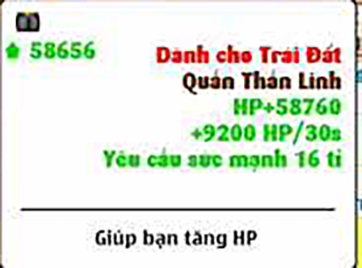 58656
Dành cho Trái Đất
Quần Thần Linh
HP+58760
+9200 HP/30s
Yêu cầu sức mạnh 16 tỉ
Giúp bạn tăng HP